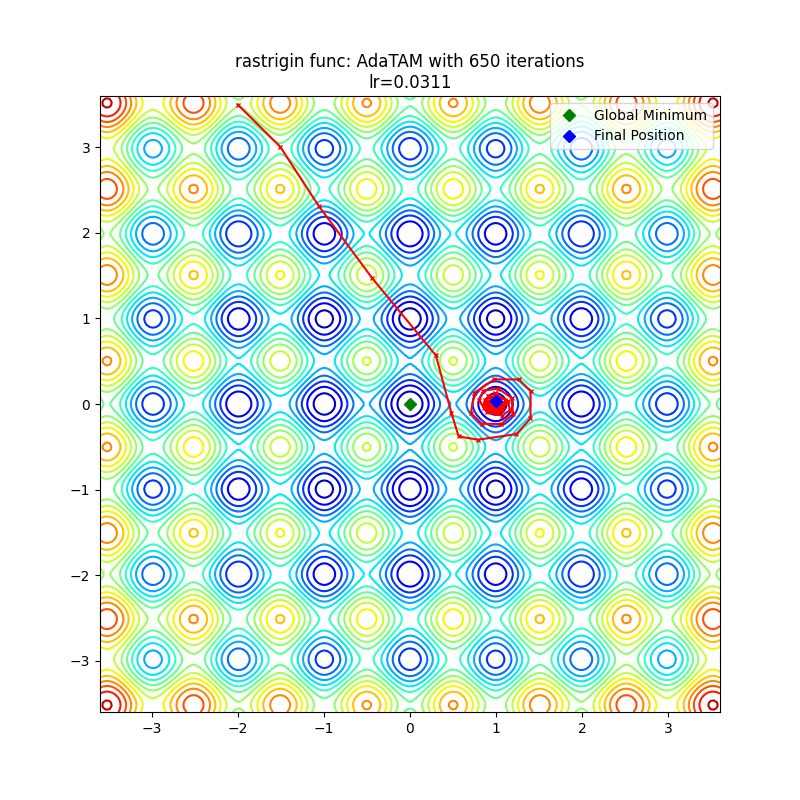 rastrigin func: AdaTAM with 650 iterations
lr=0.0311
Global Minimum
Final Position
3
2
1
0
−1
−2
−3
−3 −2 −1 0 1 2 3